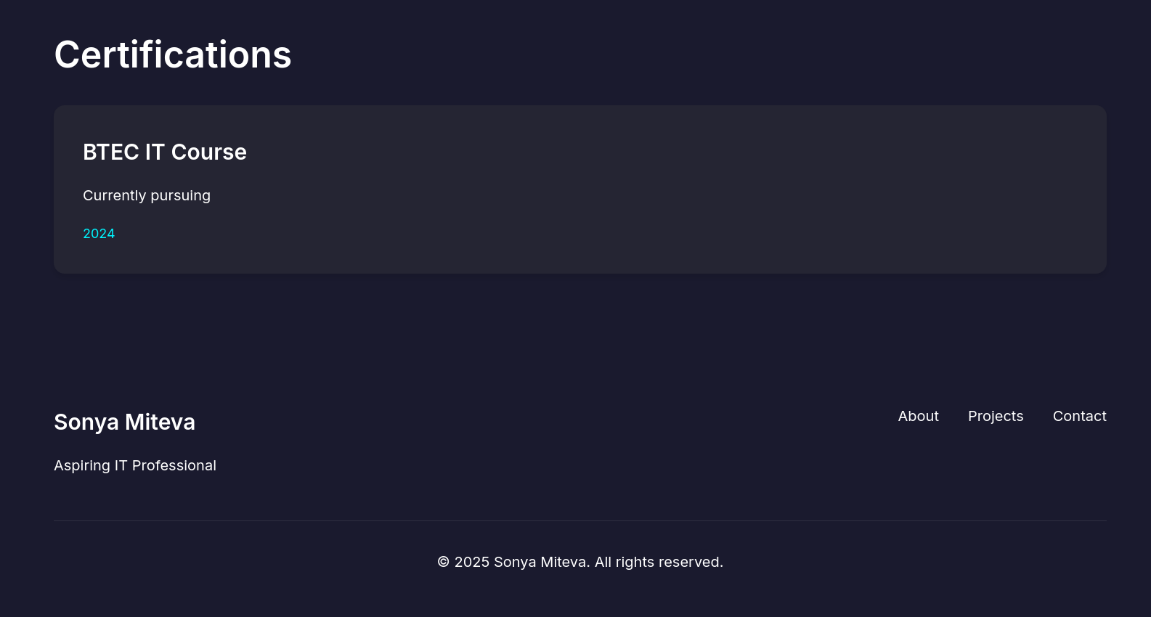 Certifications
BTEC IT Course
Currently pursuing
2024
Sonya Miteva
About Projects Contact
Aspiring IT Professional
© 2025 Sonya Miteva. All rights reserved.